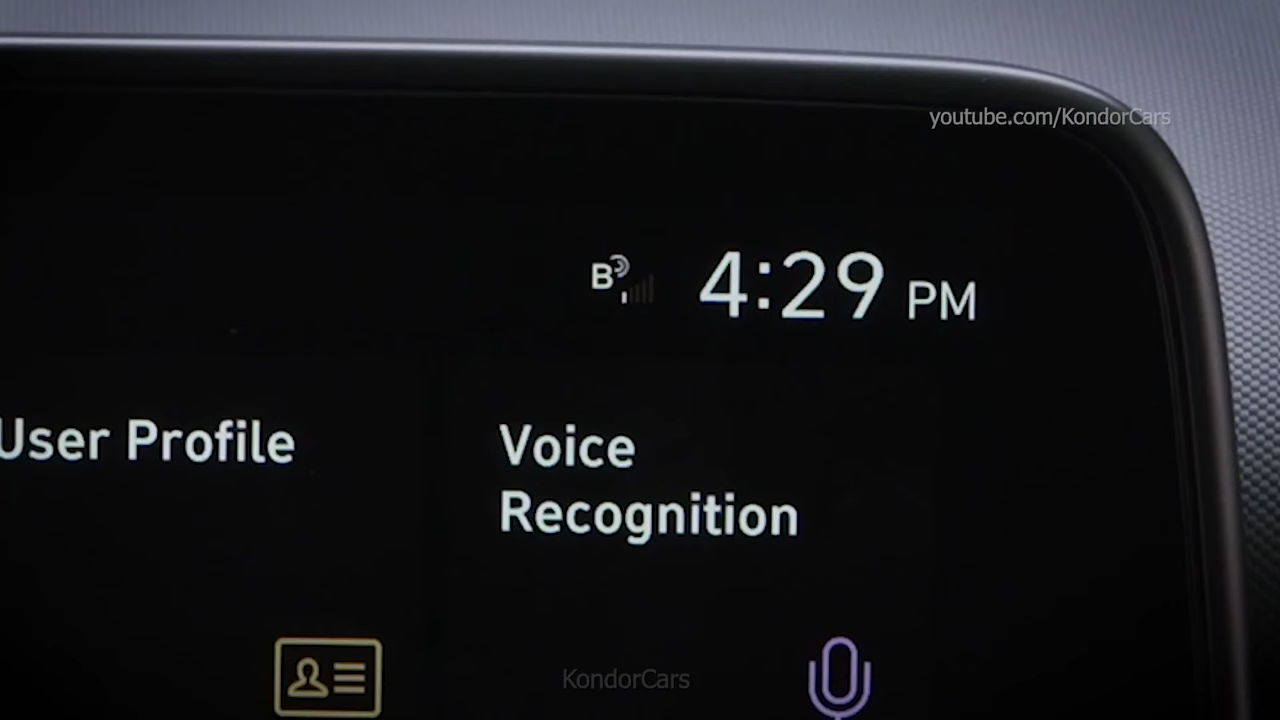 youtube.com/KondorCars
B 4:29 PM
User Profile
Voice
Recognition
KondorCars